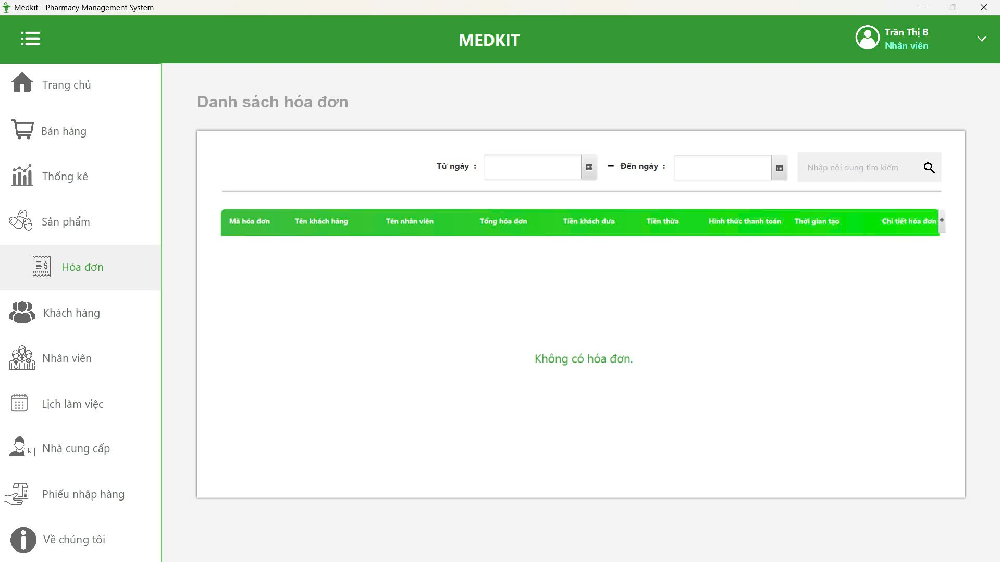 Medkit - Pharmacy Management System
MEDKIT
Trần Thị B
Nhân viên
Trang chủ
Bán hàng
Thống kê
Sản phẩm
Hóa đơn
Khách hàng
Nhân viên
Lịch làm việc
Nhà cung cấp
Phiếu nhập hàng
Về chúng tôi
Danh sách hóa đơn
Từ ngày : – Đến ngày : Nhập nội dung tìm kiếm
Mã hóa đơn Tên khách hàng Tên nhân viên Tổng hóa đơn Tiền khách đưa Tiền thừa Hình thức thanh toán Thời gian tạo Chi tiết hóa đơn +
Không có hóa đơn.